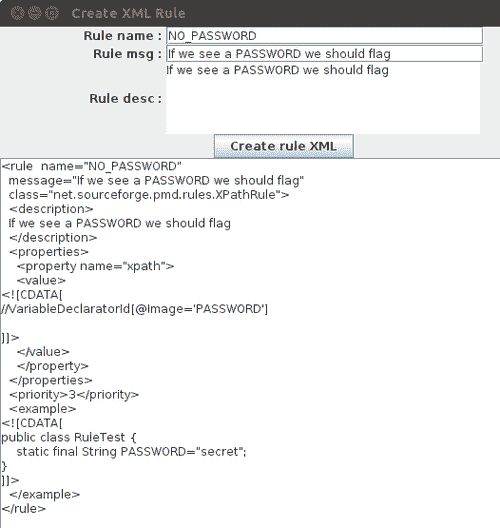 Create XML Rule
Rule name : NO_PASSWORD
Rule msg : If we see a PASSWORD we should flag
If we see a PASSWORD we should flag
Rule desc :
Create rule XML
<rule  name="NO_PASSWORD"
  message="If we see a PASSWORD we should flag"
  class="net.sourceforge.pmd.rules.XPathRule">
  <description>
  If we see a PASSWORD we should flag
  </description>
  <properties>
    <property name="xpath">
    <value>
<![CDATA[
//VariableDeclaratorId[@Image='PASSWORD']
]]>
    </value>
    </property>
  </properties>
  <priority>3</priority>
  <example>
<![CDATA[
public class RuleTest {
    static final String PASSWORD="secret";
}
]]>
  </example>
</rule>